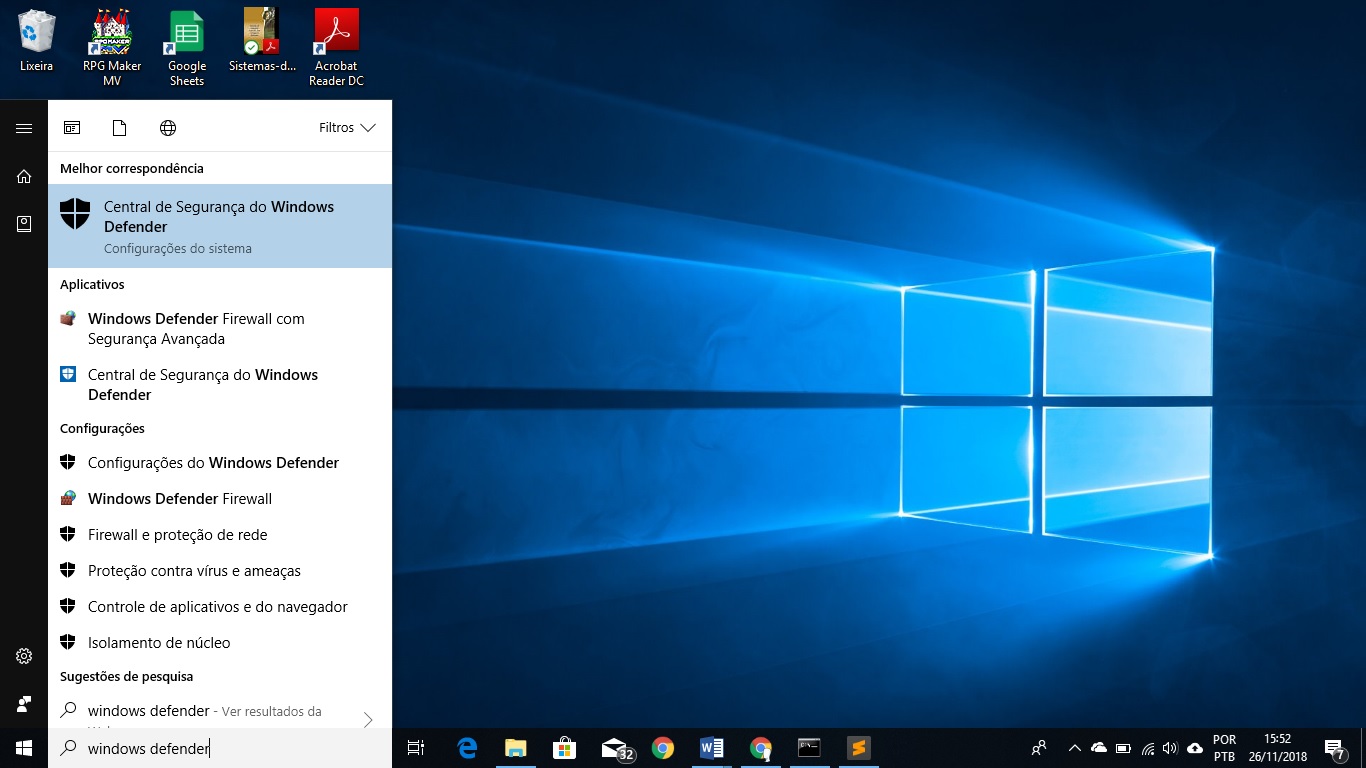 Lixeira
RPG Maker
MV
Google
Sheets
Sistemas-d...
Acrobat
Reader DC
Filtros
Melhor correspondência
Central de Segurança do Windows
Defender
Configurações do sistema
Aplicativos
Windows Defender Firewall com
Segurança Avançada
Central de Segurança do Windows
Defender
Configurações
Configurações do Windows Defender
Windows Defender Firewall
Firewall e proteção de rede
Proteção contra vírus e ameaças
Controle de aplicativos e do navegador
Isolamento de núcleo
Sugestões de pesquisa
windows defender - Ver resultados da
windows defender
32
POR
PTB
15:52
26/11/2018
7